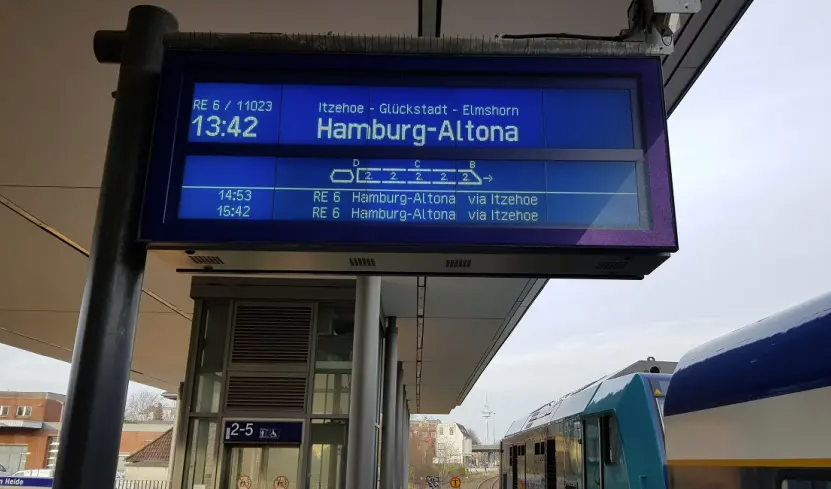 RE 6 / 11023
Itzehoe - Glückstadt - Elmshorn
13:42
Hamburg-Altona
D C B
2. 2. 2. 2. 2.
14:53 RE 6 Hamburg-Altona via Itzehoe
15:42 RE 6 Hamburg-Altona via Itzehoe
2-5
Heide